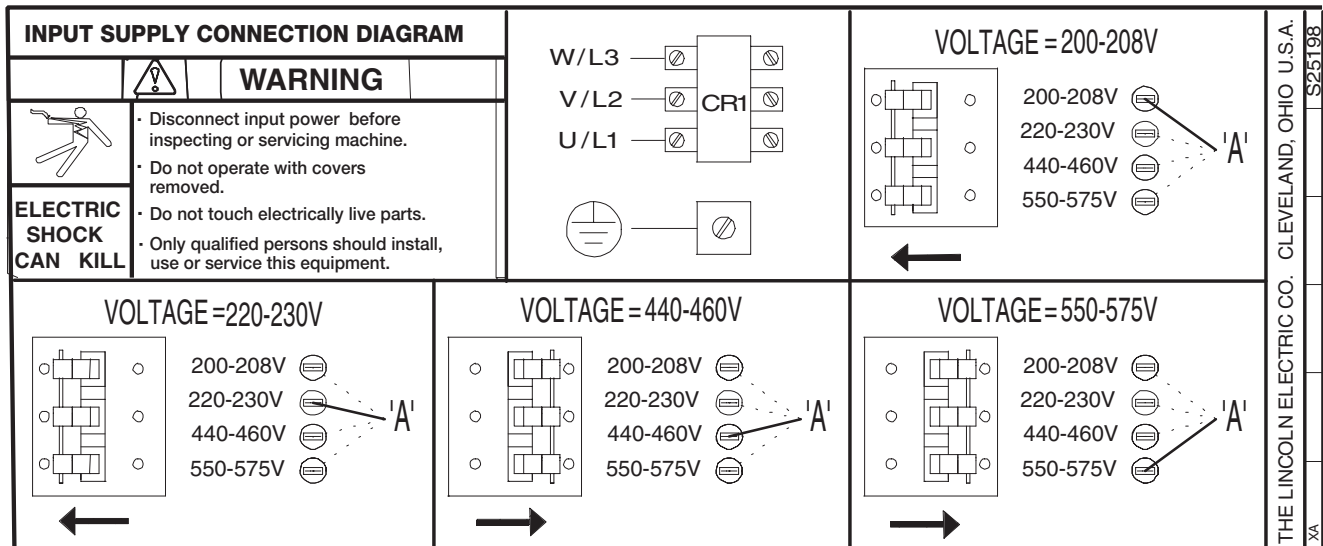 INPUT SUPPLY CONNECTION DIAGRAM
WARNING
ELECTRIC
SHOCK
CAN KILL
· Disconnect input power before
inspecting or servicing machine.
· Do not operate with covers
removed.
· Do not touch electrically live parts.
· Only qualified persons should install,
use or service this equipment.
W/L3
V/L2
U/L1
CR1
VOLTAGE = 200-208V
200-208V
220-230V
440-460V
550-575V
'A'
VOLTAGE = 220-230V
200-208V
220-230V
440-460V
550-575V
'A'
VOLTAGE = 440-460V
200-208V
220-230V
440-460V
550-575V
'A'
VOLTAGE = 550-575V
200-208V
220-230V
440-460V
550-575V
'A'
THE LINCOLN ELECTRIC CO. CLEVELAND, OHIO U.S.A.
XA
S25198